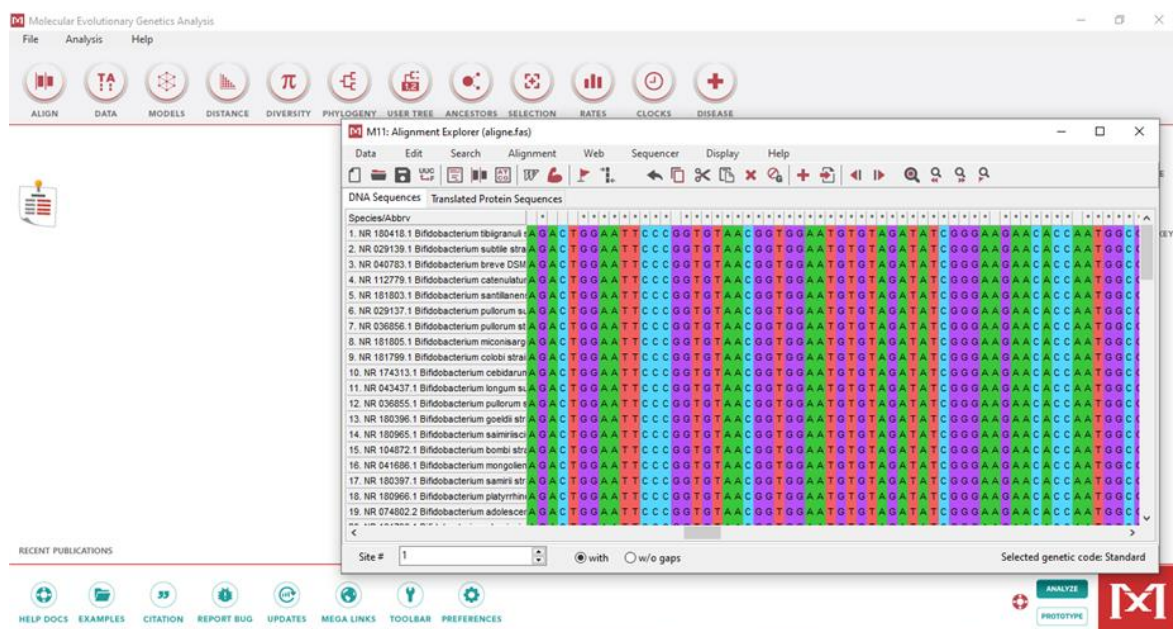 Molecular Evolutionary Genetics Analysis
File Analysis Help
TA π 1,2
ALIGN DATA MODELS DISTANCE DIVERSITY PHYLOGENY USER TREE ANCESTORS SELECTION RATES CLOCKS DISEASE
M11: Alignment Explorer (aligne.fas)
Data Edit Search Alignment Web Sequencer Display Help
DNA Sequences Translated Protein Sequences
Species/Abbrv
1. NR 180418.1 Bifidobacterium tibiigranuli s A G A C T G G A A T T C C C G G T G T A A C G G T G G A A T G T G T A G A T A T C G G G A A G A A C A C C A A T G G C
2. NR 029139.1 Bifidobacterium subtile stra A G A C T G G A A T T C C C G G T G T A A C G G T G G A A T G T G T A G A T A T C G G G A A G A A C A C C A A T G G C
3. NR 040783.1 Bifidobacterium breve DSM A G A C T G G A A T T C C C G G T G T A A C G G T G G A A T G T G T A G A T A T C G G G A A G A A C A C C A A T G G C
4. NR 112779.1 Bifidobacterium catenulatur A G A C T G G A A T T C C C G G T G T A A C G G T G G A A T G T G T A G A T A T C G G G A A G A A C A C C A A T G G C
5. NR 181803.1 Bifidobacterium santillanens A G A C T G G A A T T C C C G G T G T A A C G G T G G A A T G T G T A G A T A T C G G G A A G A A C A C C A A T G G C
6. NR 029137.1 Bifidobacterium pullorum su A G A C T G G A A T T C C C G G T G T A A C G G T G G A A T G T G T A G A T A T C G G G A A G A A C A C C A A T G G C
7. NR 036856.1 Bifidobacterium pullorum st A G A C T G G A A T T C C C G G T G T A A C G G T G G A A T G T G T A G A T A T C G G G A A G A A C A C C A A T G G C
8. NR 181805.1 Bifidobacterium miconisarg A G A C T G G A A T T C C C G G T G T A A C G G T G G A A T G T G T A G A T A T C G G G A A G A A C A C C A A T G G C
9. NR 181799.1 Bifidobacterium colobi strai A G A C T G G A A T T C C C G G T G T A A C G G T G G A A T G T G T A G A T A T C G G G A A G A A C A C C A A T G G C
10. NR 174313.1 Bifidobacterium cebidarun A G A C T G G A A T T C C C G G T G T A A C G G T G G A A T G T G T A G A T A T C G G G A A G A A C A C C A A T G G C
11. NR 043437.1 Bifidobacterium longum su A G A C T G G A A T T C C C G G T G T A A C G G T G G A A T G T G T A G A T A T C G G G A A G A A C A C C A A T G G C
12. NR 036855.1 Bifidobacterium pullorum s A G A C T G G A A T T C C C G G T G T A A C G G T G G A A T G T G T A G A T A T C G G G A A G A A C A C C A A T G G C
13. NR 180396.1 Bifidobacterium goeldii str A G A C T G G A A T T C C C G G T G T A A C G G T G G A A T G T G T A G A T A T C G G G A A G A A C A C C A A T G G C
14. NR 180965.1 Bifidobacterium saimiriisci A G A C T G G A A T T C C C G G T G T A A C G G T G G A A T G T G T A G A T A T C G G G A A G A A C A C C A A T G G C
15. NR 104872.1 Bifidobacterium bombi stra A G A C T G G A A T T C C C G G T G T A A C G G T G G A A T G T G T A G A T A T C G G G A A G A A C A C C A A T G G C
16. NR 041686.1 Bifidobacterium mongolien A G A C T G G A A T T C C C G G T G T A A C G G T G G A A T G T G T A G A T A T C G G G A A G A A C A C C A A T G G C
17. NR 180397.1 Bifidobacterium samirii str A G A C T G G A A T T C C C G G T G T A A C G G T G G A A T G T G T A G A T A T C G G G A A G A A C A C C A A T G G C
18. NR 180966.1 Bifidobacterium platyrrhin A G A C T G G A A T T C C C G G T G T A A C G G T G G A A T G T G T A G A T A T C G G G A A G A A C A C C A A T G G C
19. NR 074802.2 Bifidobacterium adolescer A G A C T G G A A T T C C C G G T G T A A C G G T G G A A T G T G T A G A T A T C G G G A A G A A C A C C A A T G G C
Site # 1 with w/o gaps Selected genetic code: Standard
RECENT PUBLICATIONS
HELP DOCS EXAMPLES CITATION REPORT BUG UPDATES MEGA LINKS TOOLBAR PREFERENCES
ANALYZE
PROTOTYPE